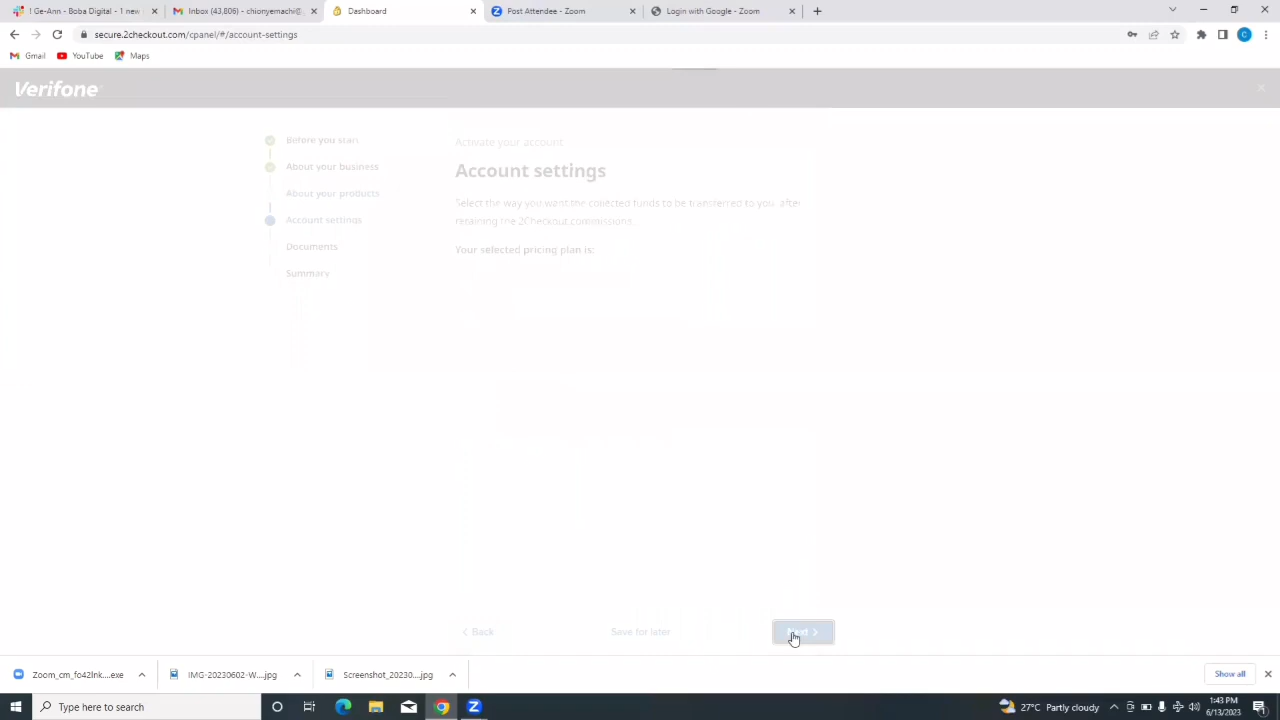 1 Ge-Ann - Boba Digital - 1 new
Inbox (43,806) - chionyemachi@
Dashboard
Post Attendee - Zoom
Login with Google - Zoom
secure.2checkout.com/cpanel/#/account-settings
C
Gmail
YouTube
Maps
Verifone
Before you start
About your business
About your products
Account settings
Documents
Summary
Activate your account
Account settings
Select the way you want the collected funds to be transferred to you, after
retaining the 2Checkout commissions.
Your selected pricing plan is:
Back
Save for later
Next
Zoom_cm_fo42lnk....exe
IMG-20230602-W....jpg
Screenshot_20230....jpg
Show all
Type here to search
27°C Partly cloudy
1:43 PM
6/13/2023